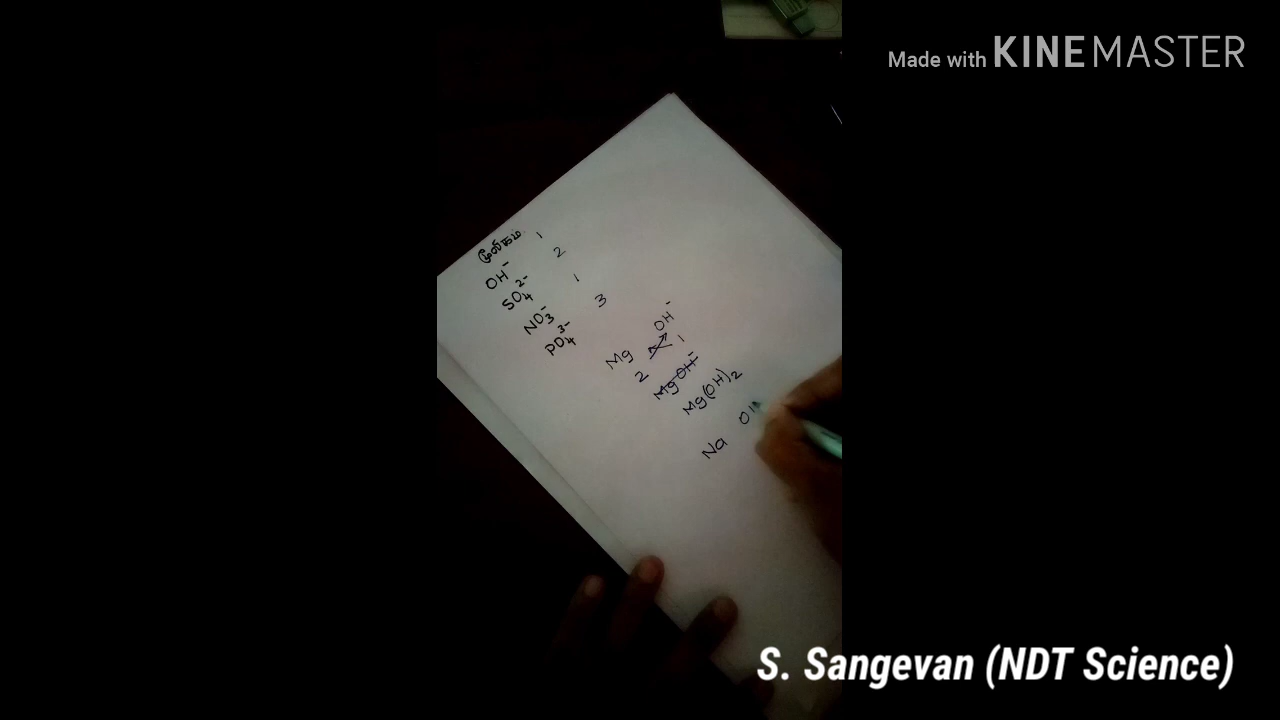 Made with KINEMASTER
மூலிகம் 1
OH⁻ 2
SO₄²⁻ 1
NO₃⁻ 3
PO₄³⁻
Mg OH⁻
2 1
Mg OH⁻
Mg(OH)₂
Na OH
S. Sangevan (NDT Science)